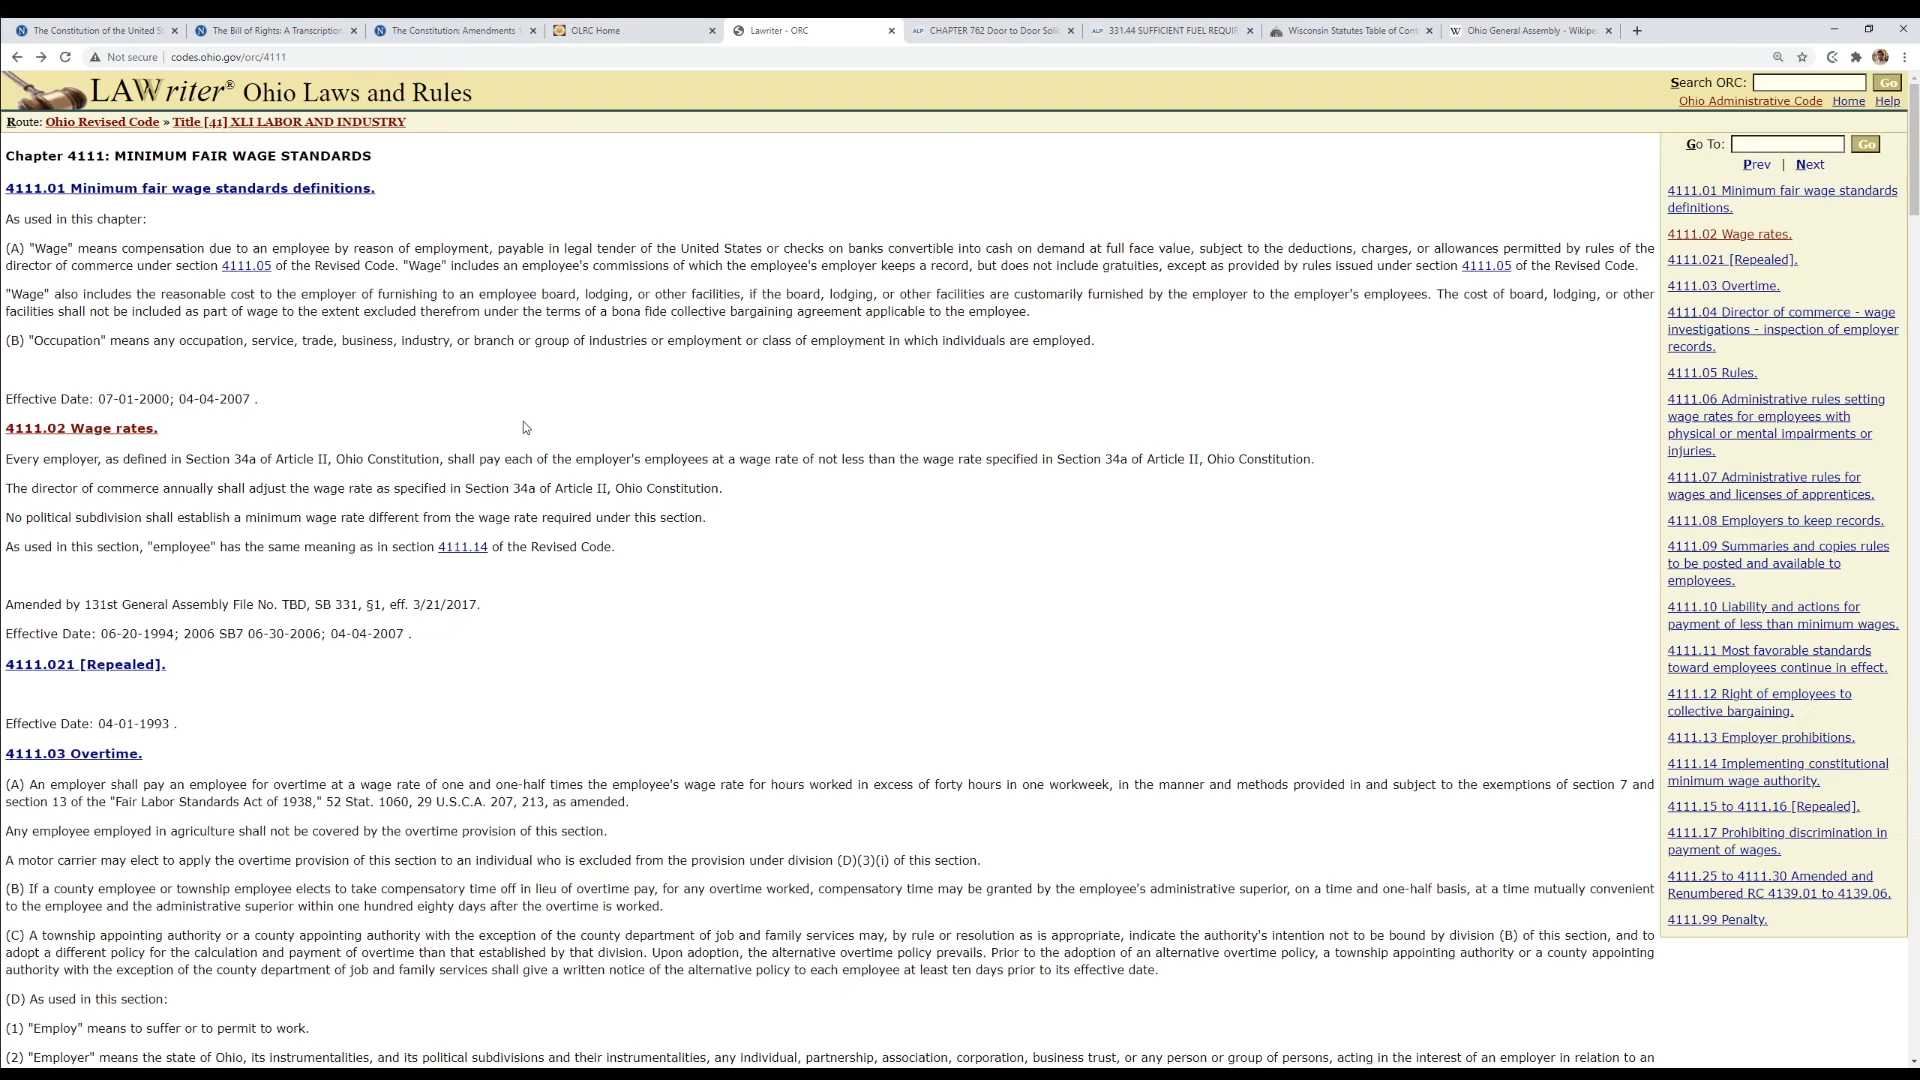 The Constitution of the United St
The Bill of Rights: A Transcription
The Constitution: Amendments 1
OLRC Home
Lawriter - ORC
ALP CHAPTER 762 Door to Door Solic
ALP 331.44 SUFFICIENT FUEL REQUIR
Wisconsin Statutes Table of Cont
W Ohio General Assembly - Wikipe
Not secure | codes.ohio.gov/orc/4111
LAWriter® Ohio Laws and Rules
Search ORC: Go
Ohio Administrative Code Home Help
Route: Ohio Revised Code » Title [41] XLI LABOR AND INDUSTRY
Chapter 4111: MINIMUM FAIR WAGE STANDARDS
4111.01 Minimum fair wage standards definitions.
As used in this chapter:
(A) "Wage" means compensation due to an employee by reason of employment, payable in legal tender of the United States or checks on banks convertible into cash on demand at full face value, subject to the deductions, charges, or allowances permitted by rules of the
director of commerce under section 4111.05 of the Revised Code. "Wage" includes an employee's commissions of which the employee's employer keeps a record, but does not include gratuities, except as provided by rules issued under section 4111.05 of the Revised Code.
"Wage" also includes the reasonable cost to the employer of furnishing to an employee board, lodging, or other facilities, if the board, lodging, or other facilities are customarily furnished by the employer to the employer's employees. The cost of board, lodging, or other
facilities shall not be included as part of wage to the extent excluded therefrom under the terms of a bona fide collective bargaining agreement applicable to the employee.
(B) "Occupation" means any occupation, service, trade, business, industry, or branch or group of industries or employment or class of employment in which individuals are employed.
Effective Date: 07-01-2000; 04-04-2007 .
4111.02 Wage rates.
Every employer, as defined in Section 34a of Article II, Ohio Constitution, shall pay each of the employer's employees at a wage rate of not less than the wage rate specified in Section 34a of Article II, Ohio Constitution.
The director of commerce annually shall adjust the wage rate as specified in Section 34a of Article II, Ohio Constitution.
No political subdivision shall establish a minimum wage rate different from the wage rate required under this section.
As used in this section, "employee" has the same meaning as in section 4111.14 of the Revised Code.
Amended by 131st General Assembly File No. TBD, SB 331, §1, eff. 3/21/2017.
Effective Date: 06-20-1994; 2006 SB7 06-30-2006; 04-04-2007 .
4111.021 [Repealed].
Effective Date: 04-01-1993 .
4111.03 Overtime.
(A) An employer shall pay an employee for overtime at a wage rate of one and one-half times the employee's wage rate for hours worked in excess of forty hours in one workweek, in the manner and methods provided in and subject to the exemptions of section 7 and
section 13 of the "Fair Labor Standards Act of 1938," 52 Stat. 1060, 29 U.S.C.A. 207, 213, as amended.
Any employee employed in agriculture shall not be covered by the overtime provision of this section.
A motor carrier may elect to apply the overtime provision of this section to an individual who is excluded from the provision under division (D)(3)(i) of this section.
(B) If a county employee or township employee elects to take compensatory time off in lieu of overtime pay, for any overtime worked, compensatory time may be granted by the employee's administrative superior, on a time and one-half basis, at a time mutually convenient
to the employee and the administrative superior within one hundred eighty days after the overtime is worked.
(C) A township appointing authority or a county appointing authority with the exception of the county department of job and family services may, by rule or resolution as is appropriate, indicate the authority's intention not to be bound by division (B) of this section, and to
adopt a different policy for the calculation and payment of overtime than that established by that division. Upon adoption, the alternative overtime policy prevails. Prior to the adoption of an alternative overtime policy, a township appointing authority or a county appointing
authority with the exception of the county department of job and family services shall give a written notice of the alternative policy to each employee at least ten days prior to its effective date.
(D) As used in this section:
(1) "Employ" means to suffer or to permit to work.
(2) "Employer" means the state of Ohio, its instrumentalities, and its political subdivisions and their instrumentalities, any individual, partnership, association, corporation, business trust, or any person or group of persons, acting in the interest of an employer in relation to an
Go To: Go
Prev | Next
4111.01 Minimum fair wage standards
definitions.
4111.02 Wage rates.
4111.021 [Repealed].
4111.03 Overtime.
4111.04 Director of commerce - wage
investigations - inspection of employer
records.
4111.05 Rules.
4111.06 Administrative rules setting
wage rates for employees with
physical or mental impairments or
injuries.
4111.07 Administrative rules for
wages and licenses of apprentices.
4111.08 Employers to keep records.
4111.09 Summaries and copies rules
to be posted and available to
employees.
4111.10 Liability and actions for
payment of less than minimum wages.
4111.11 Most favorable standards
toward employees continue in effect.
4111.12 Right of employees to
collective bargaining.
4111.13 Employer prohibitions.
4111.14 Implementing constitutional
minimum wage authority.
4111.15 to 4111.16 [Repealed].
4111.17 Prohibiting discrimination in
payment of wages.
4111.25 to 4111.30 Amended and
Renumbered RC 4139.01 to 4139.06.
4111.99 Penalty.